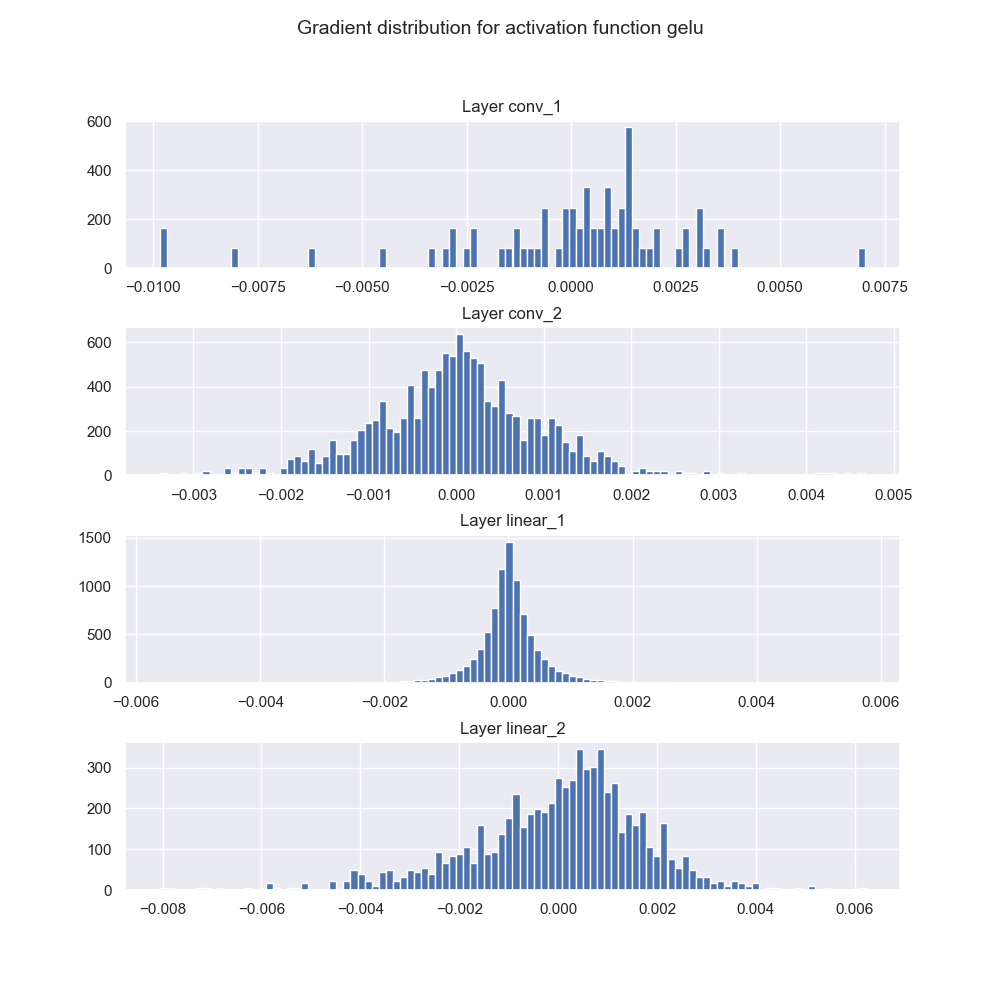 Gradient distribution for activation function gelu
Layer conv_1
600
400
200
0
−0.0100 −0.0075 −0.0050 −0.0025 0.0000 0.0025 0.0050 0.0075
Layer conv_2
600
400
200
0
−0.003 −0.002 −0.001 0.000 0.001 0.002 0.003 0.004 0.005
Layer linear_1
1500
1000
500
0
−0.006 −0.004 −0.002 0.000 0.002 0.004 0.006
Layer linear_2
300
200
100
0
−0.008 −0.006 −0.004 −0.002 0.000 0.002 0.004 0.006